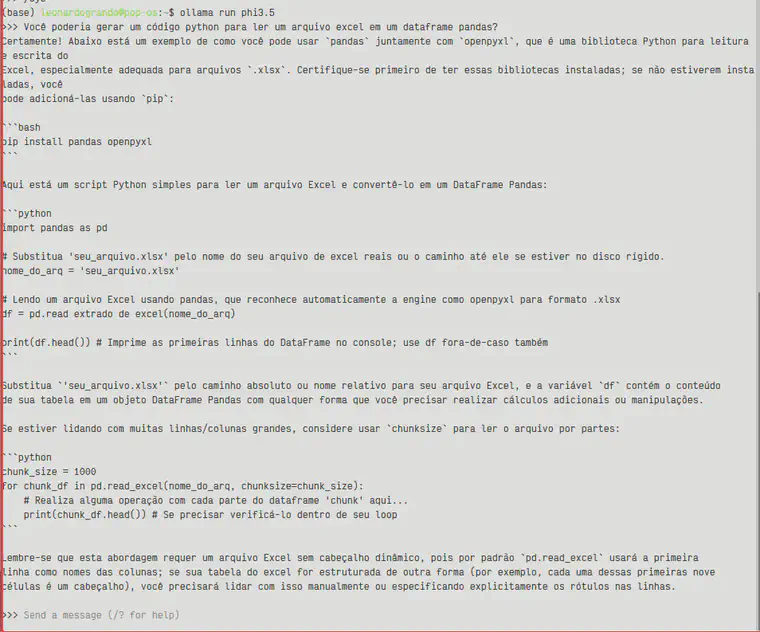 (base) leonardogrando@pop-os:~$ ollama run phi3.5
>>> Você poderia gerar um código python para ler um arquivo excel em um dataframe pandas?
Certamente! Abaixo está um exemplo de como você pode usar `pandas` juntamente com `openpyxl`, que é uma biblioteca Python para leitura
e escrita do
Excel, especialmente adequada para arquivos `.xlsx`. Certifique-se primeiro de ter essas bibliotecas instaladas; se não estiverem insta
ladas, você
pode adicioná-las usando `pip`:
```bash
pip install pandas openpyxl
```
Aqui está um script Python simples para ler um arquivo Excel e convertê-lo em um DataFrame Pandas:
```python
import pandas as pd
# Substitua 'seu_arquivo.xlsx' pelo nome do seu arquivo de excel reais ou o caminho até ele se estiver no disco rígido.
nome_do_arq = 'seu_arquivo.xlsx'
# Lendo um arquivo Excel usando pandas, que reconhece automaticamente a engine como openpyxl para formato .xlsx
df = pd.read extrado de excel(nome_do_arq)
print(df.head()) # Imprime as primeiras linhas do DataFrame no console; use df fora-de-caso também
```
Substitua `'seu_arquivo.xlsx'` pelo caminho absoluto ou nome relativo para seu arquivo Excel, e a variável `df` contém o conteúdo
de sua tabela em um objeto DataFrame Pandas com qualquer forma que você precisar realizar cálculos adicionais ou manipulações.
Se estiver lidando com muitas linhas/colunas grandes, considere usar `chunksize` para ler o arquivo por partes:
```python
chunk_size = 1000
for chunk_df in pd.read_excel(nome_do_arq, chunksize=chunk_size):
    # Realiza alguma operação com cada parte do dataframe 'chunk' aqui...
    print(chunk_df.head()) # Se precisar verificá-lo dentro de seu loop
```
Lembre-se que esta abordagem requer um arquivo Excel sem cabeçalho dinâmico, pois por padrão `pd.read_excel` usará a primeira
linha como nomes das colunas; se sua tabela do excel for estruturada de outra forma (por exemplo, cada uma dessas primeiras nove
células é um cabeçalho), você precisará lidar com isso manualmente ou especificando explicitamente os rótulos nas linhas.
>>> Send a message (/? for help)